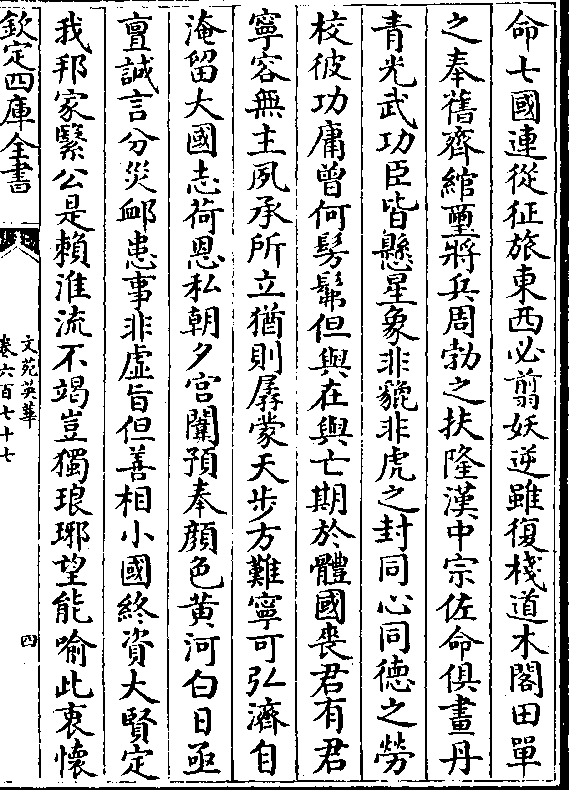 命七國連從征旅東西必翦妖逆雖復棧道木閣田單
之奉舊齊綰璽將兵周勃之扶隆漢中宗佐命俱畫丹
青光武功臣皆懸星象非貔非虎之封同心同德之勞
校彼功庸曾何髣髴但與在與亡期於體國喪君有君
寧容無主夙承所立猶則孱蒙天步方難寧可弘濟自
淹留大國志荷恩私朝夕宮闈預奉顔色黄河白日亟
亶誠言分災䘏患事非虛旨但善相小國終資大賢定
我邦家繄公是賴淮流不竭豈獨琅琊望能喻此衷懷
欽定四庫全書
文苑英華
卷六百七十七
四